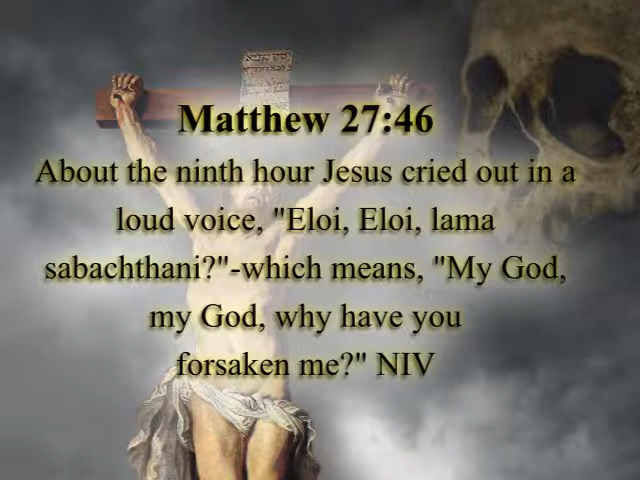 Matthew 27:46
About the ninth hour Jesus cried out in a
loud voice, "Eloi, Eloi, lama
sabachthani?"-which means, "My God,
my God, why have you
forsaken me?" NIV